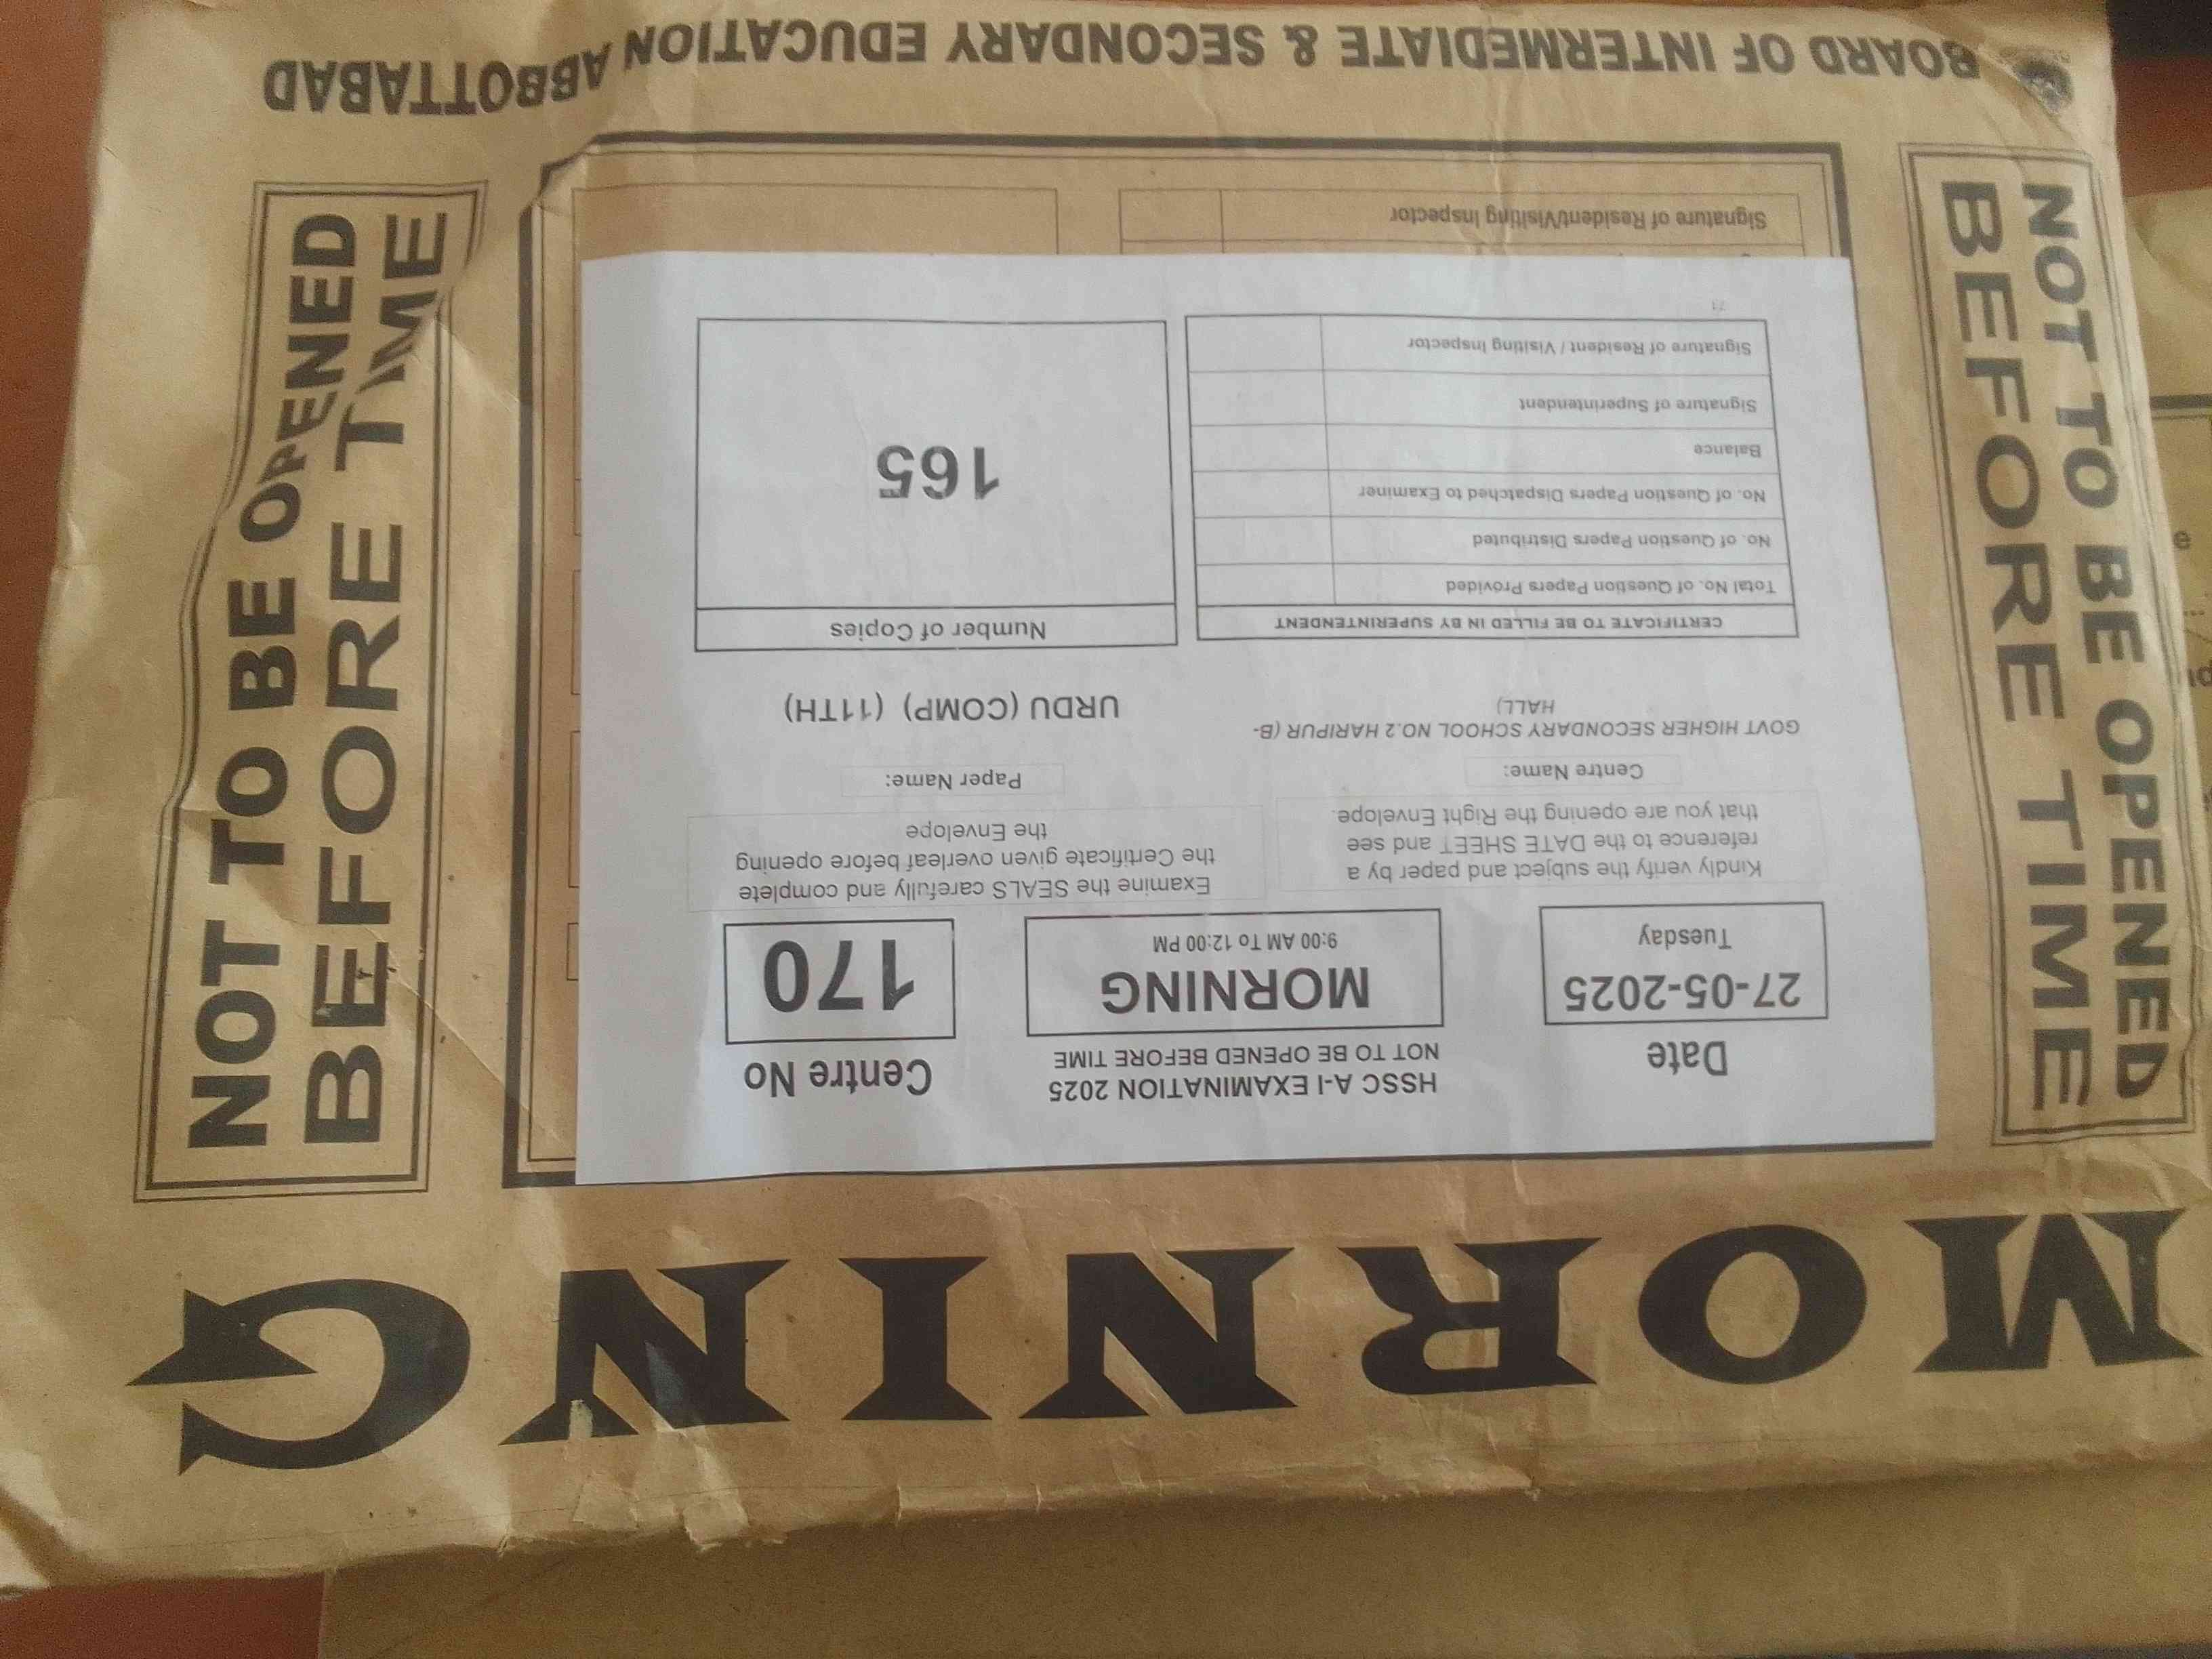 MORNING
NOT TO BE OPENED
BEFORE TIME
HSSC A-I EXAMINATION 2025
NOT TO BE OPENED BEFORE TIME
Date
27-05-2025
Tuesday
MORNING
9:00 AM To 12:00 PM
Centre No
170
Kindly verify the subject and paper by a
reference to the DATE SHEET and see
that you are opening the Right Envelope.
Examine the SEALS carefully and complete
the Certificate given overleaf before opening
the Envelope
Centre Name:
GOVT HIGHER SECONDARY SCHOOL NO.2 HARIPUR (B-
HALL)
Paper Name:
URDU (COMP) (11TH)
CERTIFICATE TO BE FILLED IN BY SUPERINTENDENT
Total No. of Question Papers Provided
No. of Question Papers Distributed
No. of Question Papers Dispatched to Examiner
Balance
Signature of Superintendent
Signature of Resident / Visiting Inspector
71
Number of Copies
165
Signature of Resident/Visiting Inspector
NOT TO BE OPENED
BEFORE TIME
BOARD OF INTERMEDIATE & SECONDARY EDUCATION ABBOTTABAD